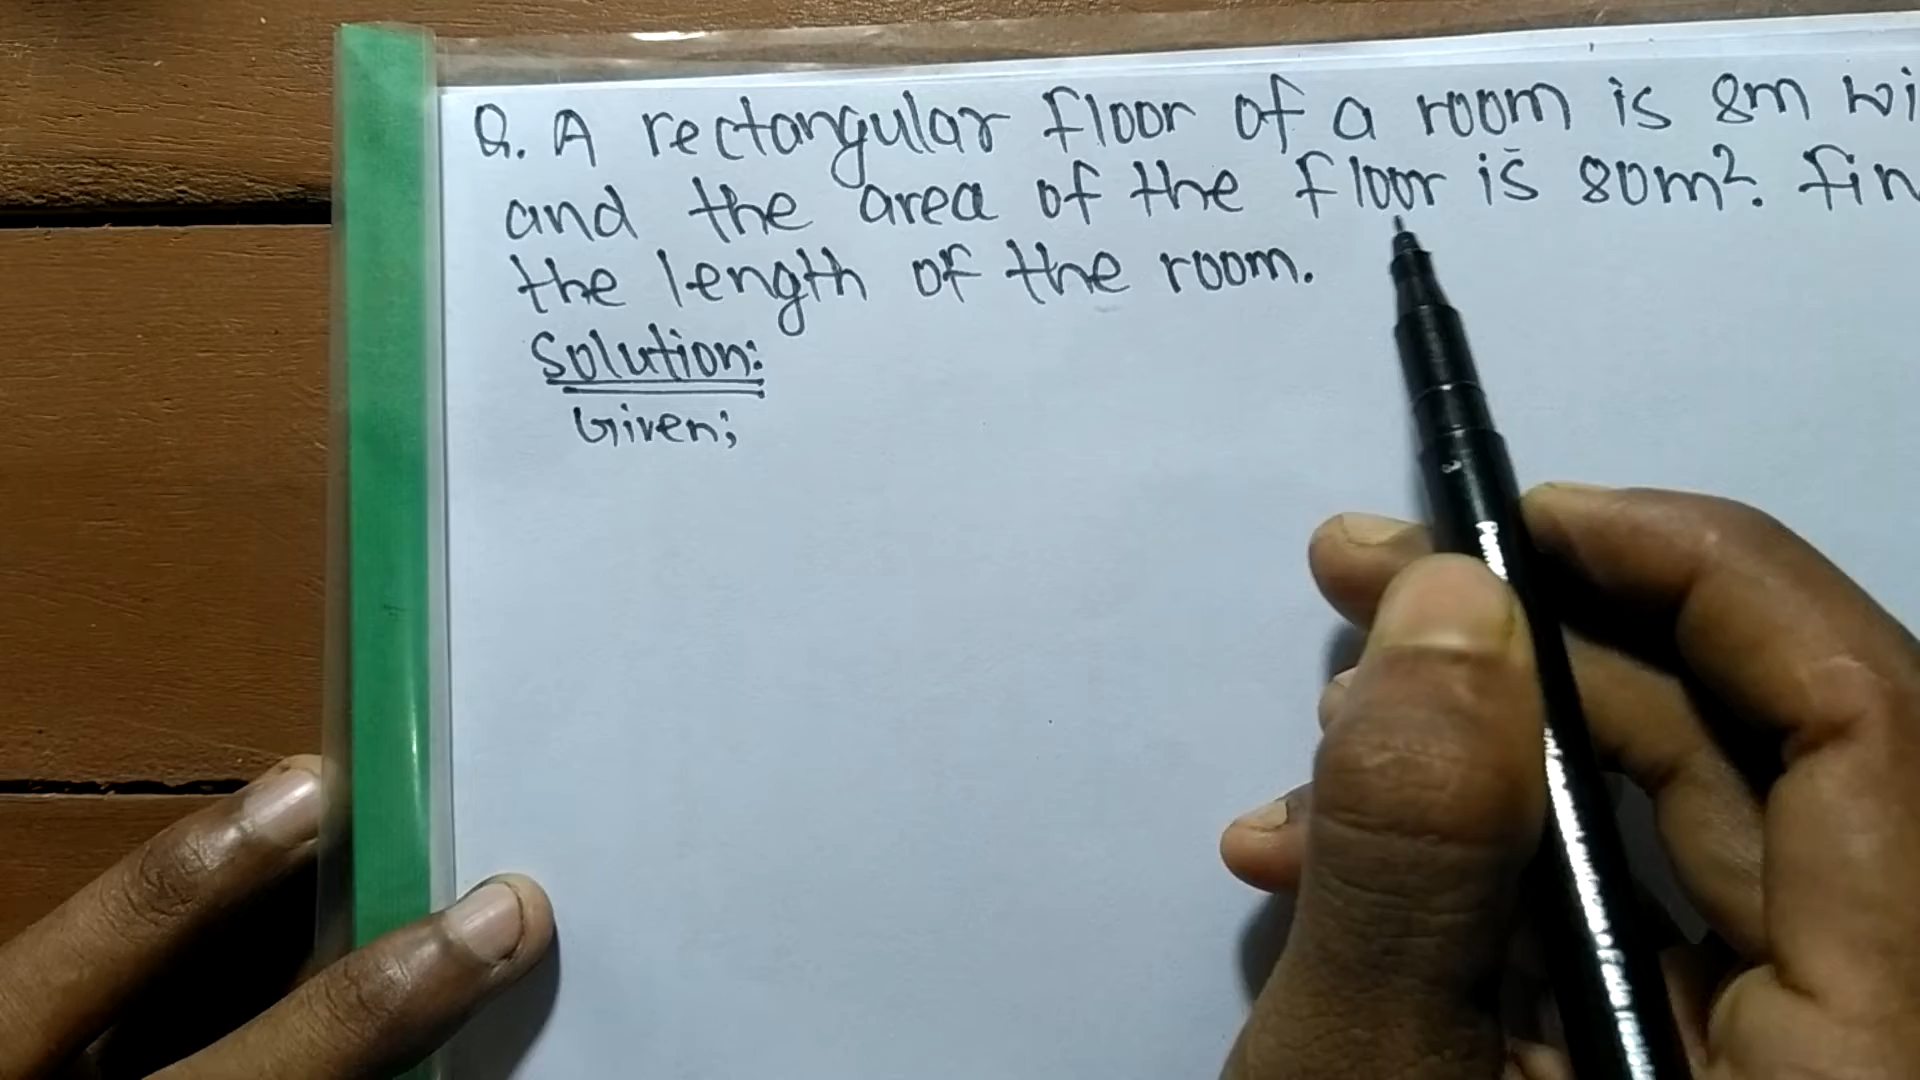 Q. A rectangular floor of a room is 8m wi
and the area of the floor is 80m². Fin
the length of the room.
Solution:
Given;